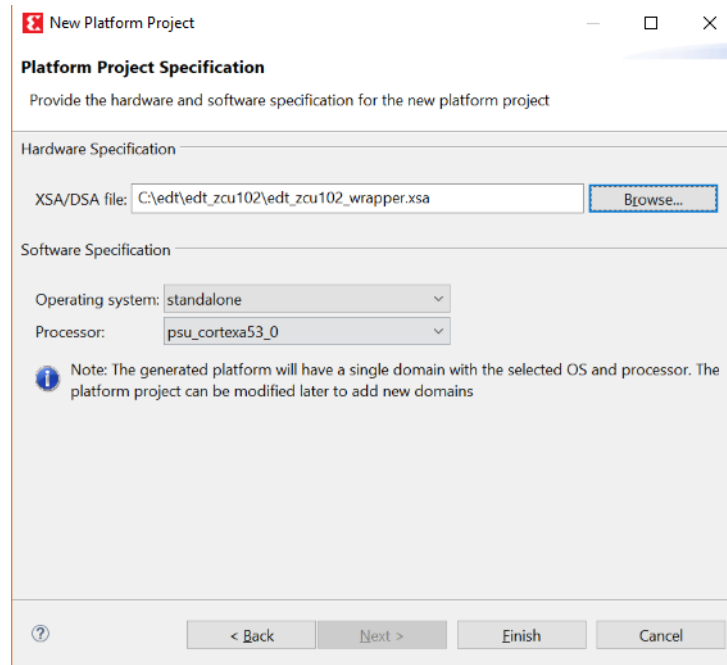 New Platform Project
Platform Project Specification
Provide the hardware and software specification for the new platform project
Hardware Specification
XSA/DSA file: C:\edt\edt_zcu102\edt_zcu102_wrapper.xsa Browse...
Software Specification
Operating system: standalone
Processor: psu_cortexa53_0
Note: The generated platform will have a single domain with the selected OS and processor. The
platform project can be modified later to add new domains
? < Back Next > Finish Cancel